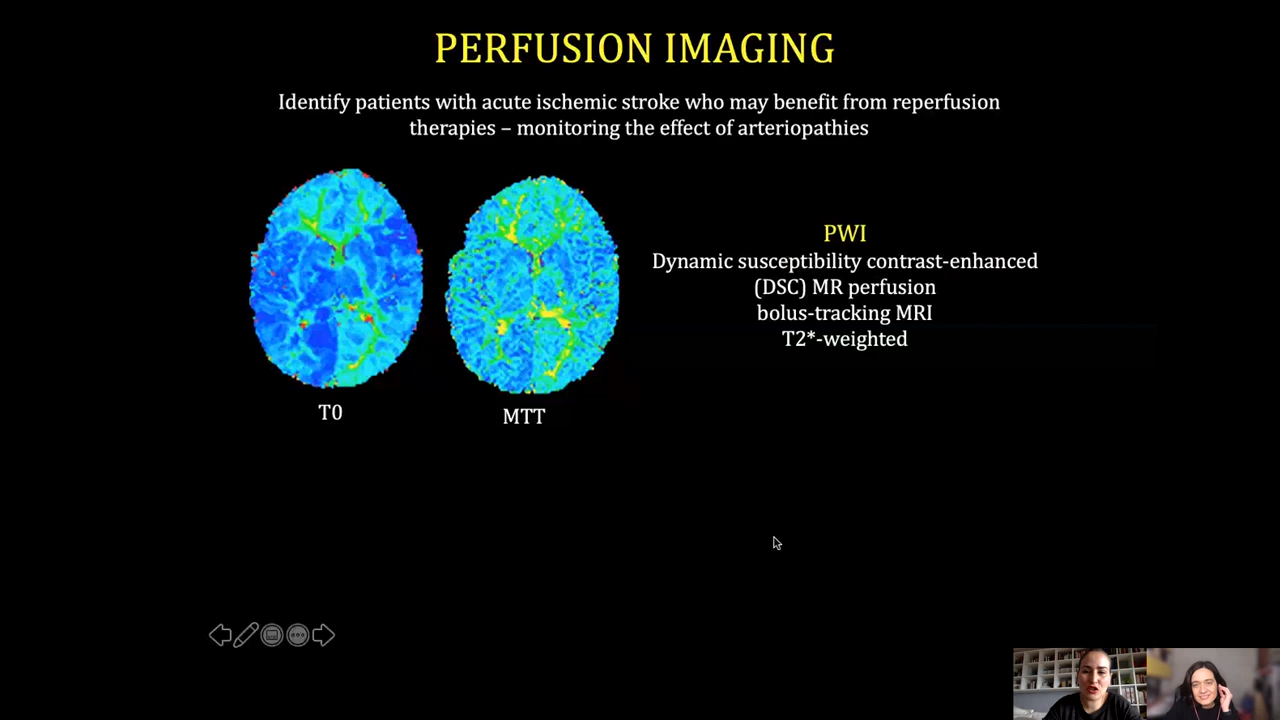 PERFUSION IMAGING
Identify patients with acute ischemic stroke who may benefit from reperfusion
therapies – monitoring the effect of arteriopathies
PWI
Dynamic susceptibility contrast-enhanced
(DSC) MR perfusion
bolus-tracking MRI
T2*-weighted
T0
MTT